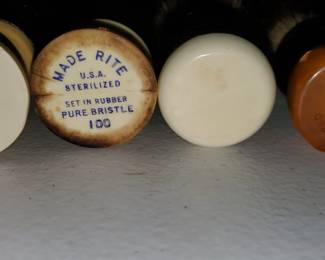 MADE RITE
U.S.A.
STERILIZED
SET IN RUBBER
PURE BRISTLE
100